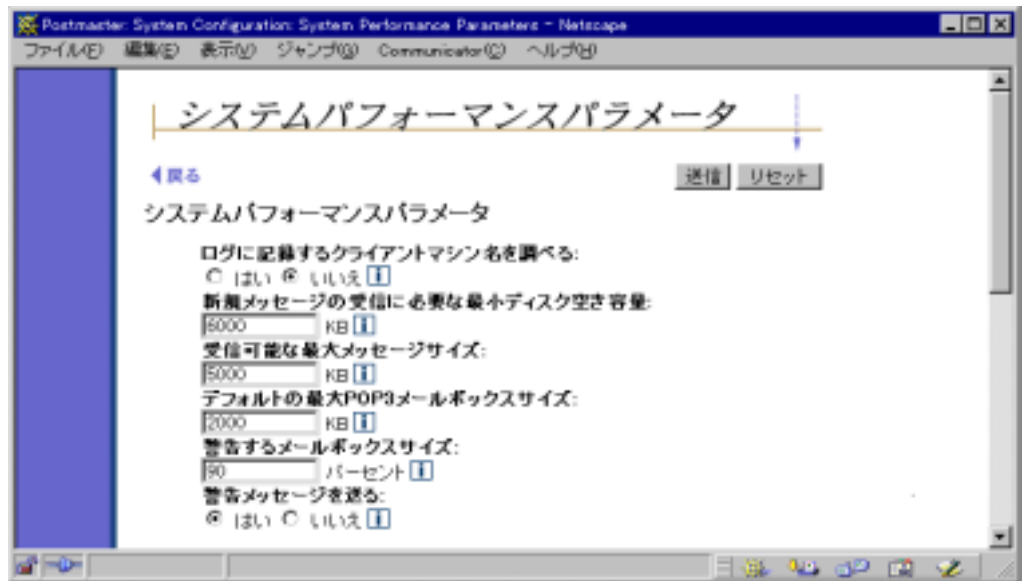 Postmaster: System Configuration: System Performance Parameters - Netscape
ファイル(F) 編集(E) 表示(V) ジャンプ(G) Communicator(C) ヘルプ(H)
システムパフォーマンスパラメータ
戻る 送信 リセット
システムパフォーマンスパラメータ
ログに記録するクライアントマシン名を調べる:
はい いいえ i
新規メッセージの受信に必要な最小ディスク空き容量:
6000 KB i
受信可能な最大メッセージサイズ:
5000 KB i
デフォルトの最大POP3メールボックスサイズ:
2000 KB i
警告するメールボックスサイズ:
90 パーセント i
警告メッセージを送る:
はい いいえ i